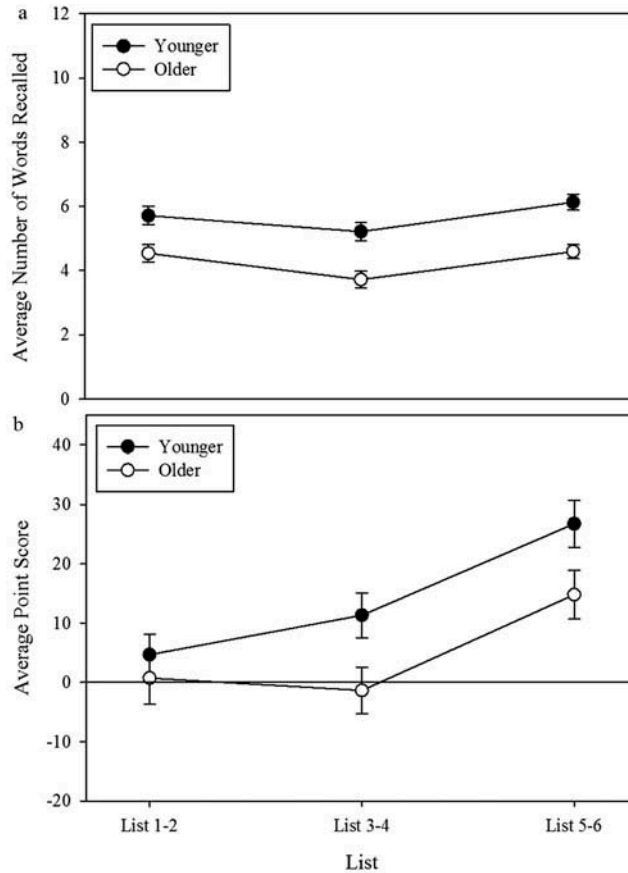 a
12
10
8
6
4
2
0
Average Number of Words Recalled
Younger
Older
b
40
30
20
10
0
-10
-20
Average Point Score
Younger
Older
List 1-2
List 3-4
List 5-6
List